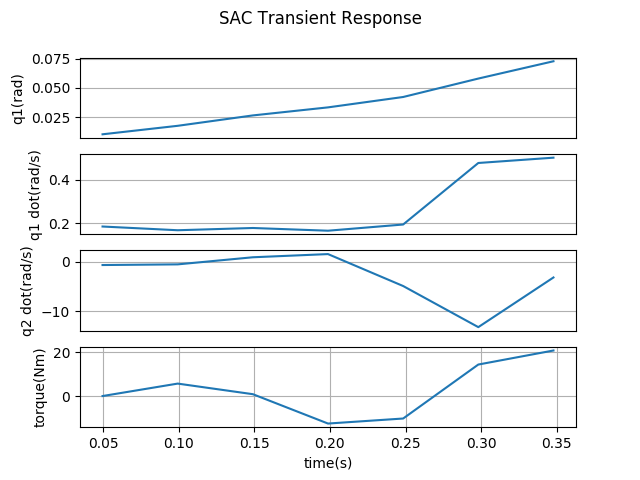 SAC Transient Response
q1(rad)
0.075
0.050
0.025
q1 dot(rad/s)
0.4
0.2
q2 dot(rad/s)
0
−10
torque(Nm)
20
0
0.05 0.10 0.15 0.20 0.25 0.30 0.35
time(s)